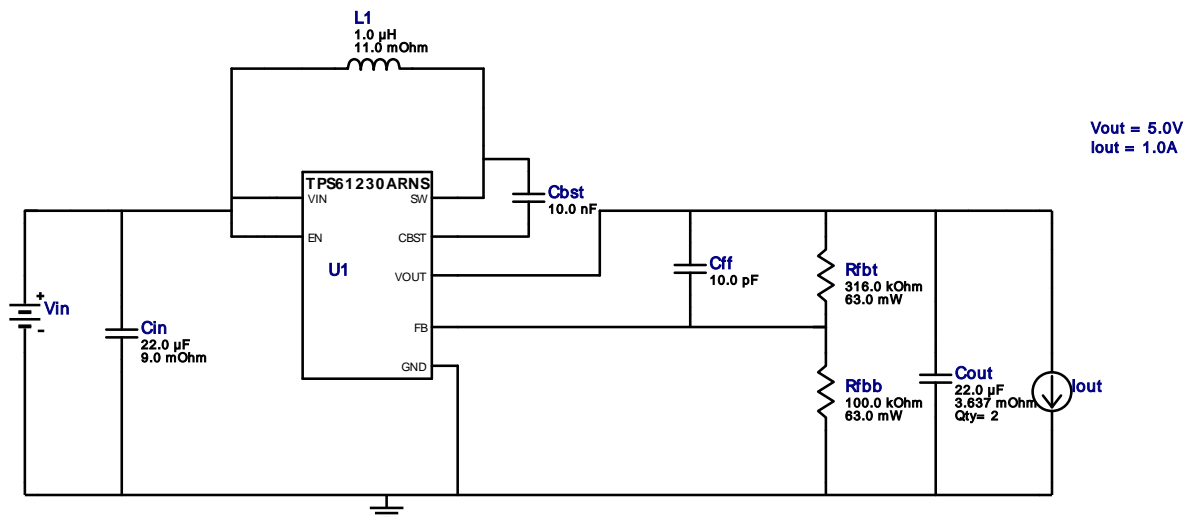 L1
1.0 µH
11.0 mOhm
Vout = 5.0V
Iout = 1.0A
TPS61230ARNS
VIN
SW
EN
CBST
U1
VOUT
FB
GND
Cbst
10.0 nF
+
Vin
-
Cin
22.0 µF
9.0 mOhm
Cff
10.0 pF
Rfbt
316.0 kOhm
63.0 mW
Rfbb
100.0 kOhm
63.0 mW
Cout
22.0 µF
3.637 mOhm
Qty= 2
Iout